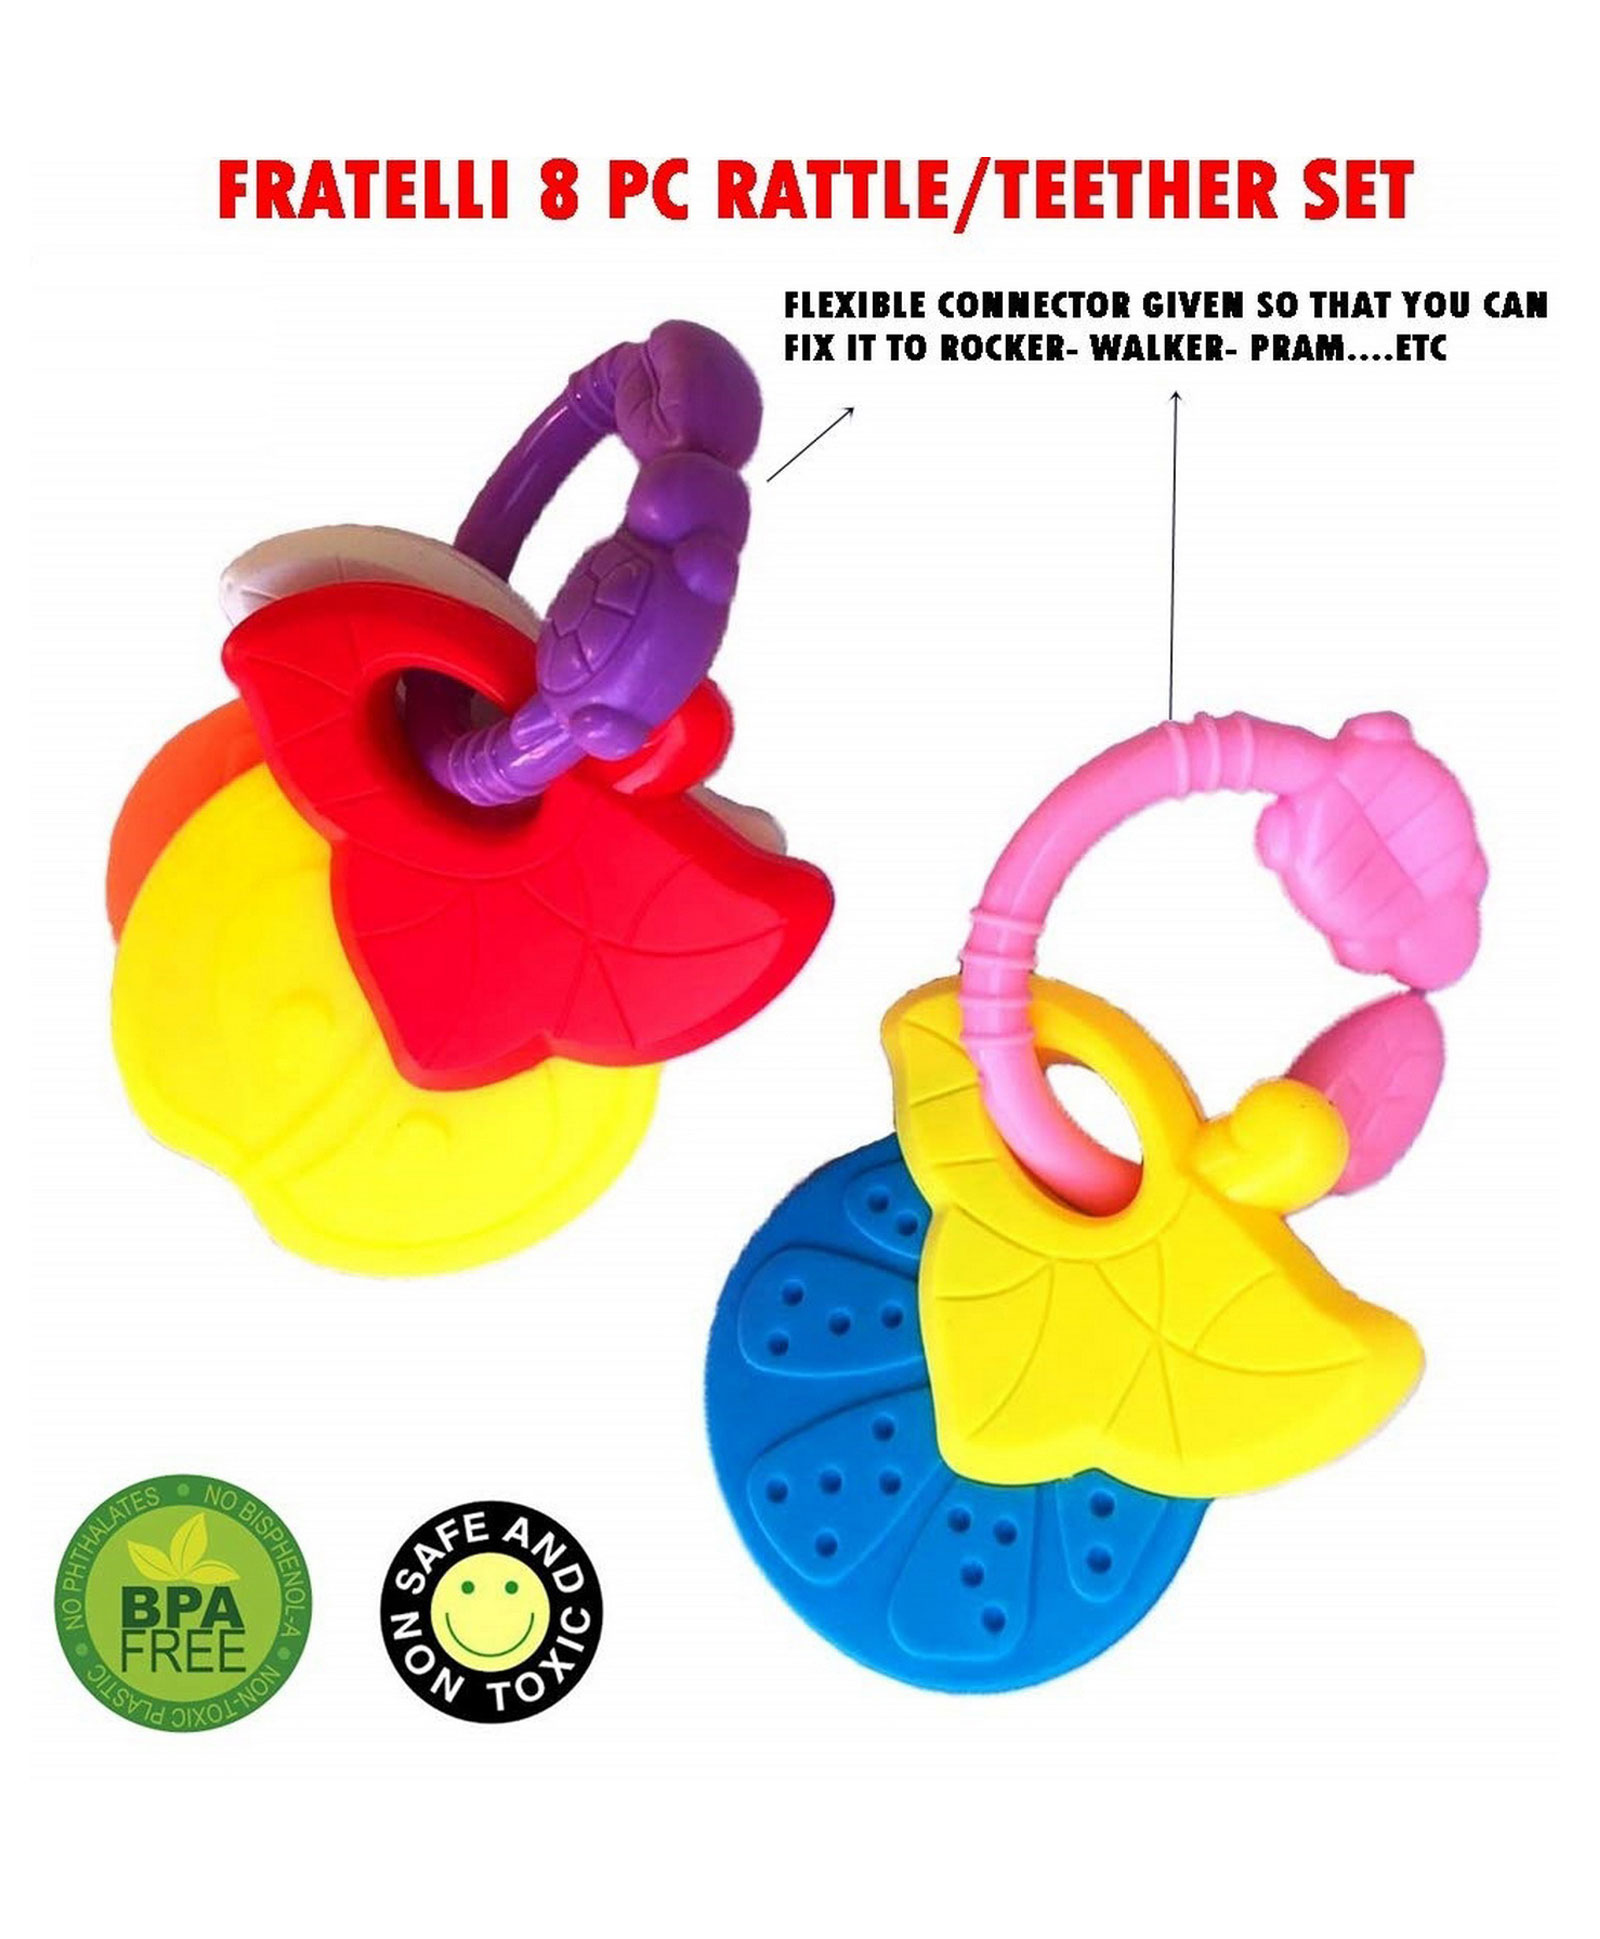 FRATELLI 8 PC RATTLE/TEETHER SET
FLEXIBLE CONNECTOR GIVEN SO THAT YOU CAN
FIX IT TO ROCKER- WALKER- PRAM....ETC
NO PHTHALATES • NO BISPHENOL-A • NON-TOXIC PLASTIC •
BPA
FREE
SAFE AND
NON TOXIC